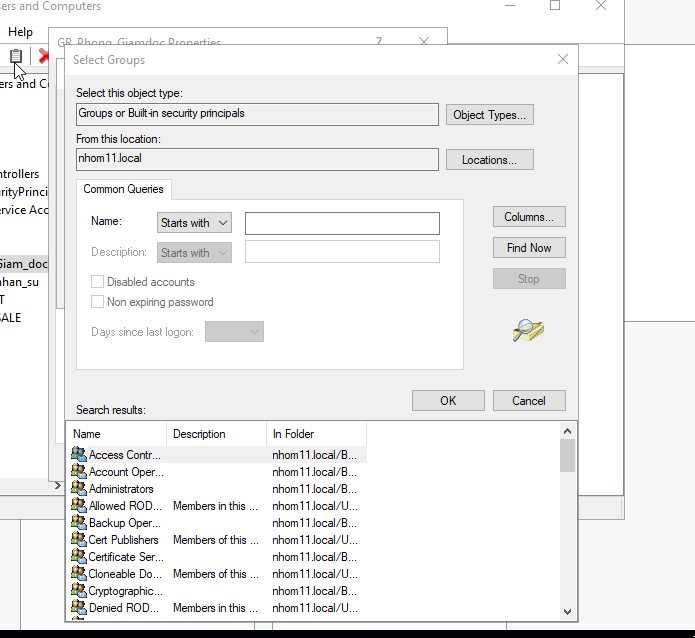 sers and Computers
Help
GR_Phong_Giamdoc Properties
?
Select Groups
ers and Co
ntrollers
urityPrinci
ervice Acc
Giam_doc
nhan_su
T
SALE
Select this object type:
Groups or Built-in security principals
Object Types...
From this location:
nhom11.local
Locations...
Common Queries
Name: Starts with
Description: Starts with
Disabled accounts
Non expiring password
Days since last logon:
Columns...
Find Now
Stop
OK Cancel
Search results:
Name Description In Folder
Access Contr... nhom11.local/B...
Account Oper... nhom11.local/B...
Administrators nhom11.local/B...
Allowed ROD... Members in this ... nhom11.local/U...
Backup Oper... nhom11.local/B...
Cert Publishers Members of this ... nhom11.local/U...
Certificate Ser... nhom11.local/B...
Cloneable Do... Members of this ... nhom11.local/U...
Cryptographic... nhom11.local/B...
Denied ROD... Members in this ... nhom11.local/U...